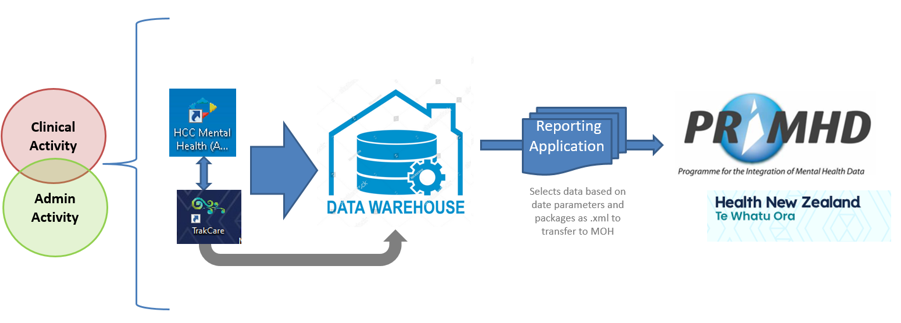 Clinical
Activity
Admin
Activity
HCC Mental
Health (A...
TrakCare
DATA WAREHOUSE
Reporting
Application
Selects data based on
date parameters and
packages as .xml to
transfer to MOH
PRIMHD
Programme for the Integration of Mental Health Data
Health New Zealand
Te Whatu Ora